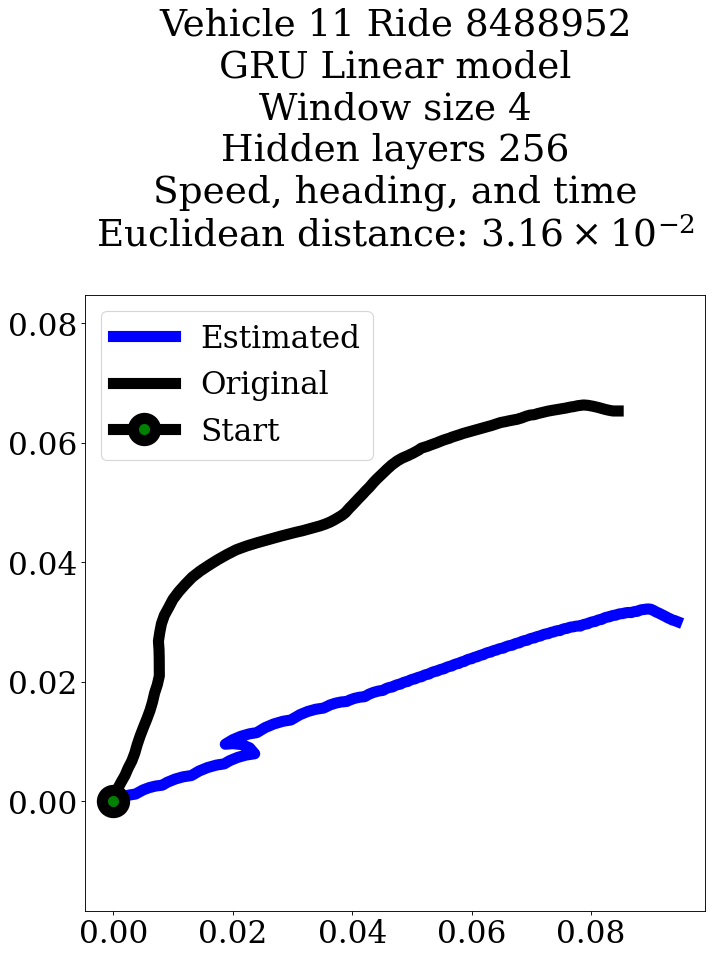 Vehicle 11 Ride 8488952
GRU Linear model
Window size 4
Hidden layers 256
Speed, heading, and time
Euclidean distance: 3.16 × 10⁻²
Estimated
Original
Start
0.08
0.06
0.04
0.02
0.00
0.00 0.02 0.04 0.06 0.08